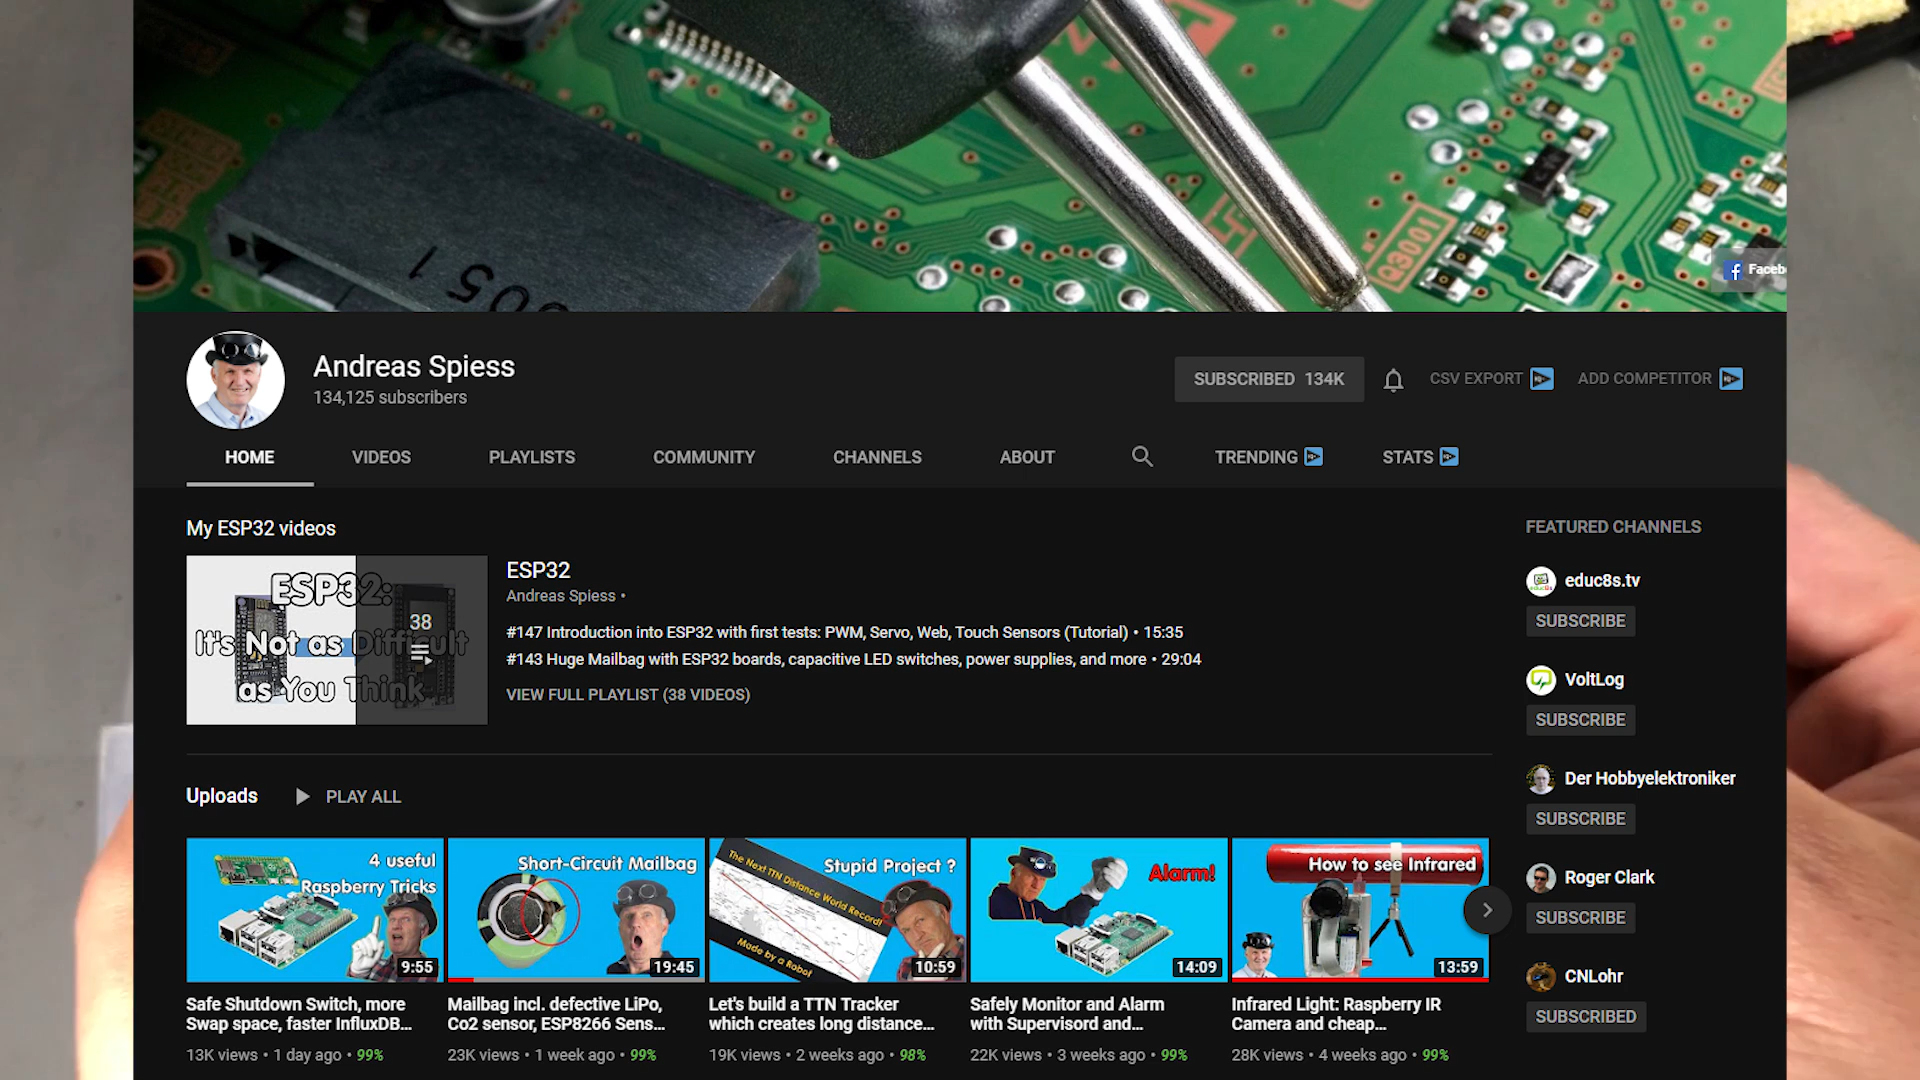 1 S 0 0
Q3001
Faceb
Andreas Spiess
134,125 subscribers
SUBSCRIBED 134K
CSV EXPORT
ADD COMPETITOR
HOME
VIDEOS
PLAYLISTS
COMMUNITY
CHANNELS
ABOUT
TRENDING
STATS
My ESP32 videos
ESP32:
It's Not as Difficult
as You Think
38
ESP32
Andreas Spiess •
#147 Introduction into ESP32 with first tests: PWM, Servo, Web, Touch Sensors (Tutorial) • 15:35
#143 Huge Mailbag with ESP32 boards, capacitive LED switches, power supplies, and more • 29:04
VIEW FULL PLAYLIST (38 VIDEOS)
Uploads
PLAY ALL
4 useful
Raspberry Tricks
9:55
Safe Shutdown Switch, more
Swap space, faster InfluxDB...
13K views • 1 day ago • 99%
Short-Circuit Mailbag
19:45
Mailbag incl. defective LiPo,
Co2 sensor, ESP8266 Sens...
23K views • 1 week ago • 99%
The Next TTN Distance World Record!
Stupid Project ?
Made by a Robot
10:59
Let's build a TTN Tracker
which creates long distance...
19K views • 2 weeks ago • 98%
Alarm!
14:09
Safely Monitor and Alarm
with Supervisord and...
22K views • 3 weeks ago • 99%
How to see Infrared
13:59
Infrared Light: Raspberry IR
Camera and cheap...
28K views • 4 weeks ago • 99%
FEATURED CHANNELS
educ8s.tv
SUBSCRIBE
VoltLog
SUBSCRIBE
Der Hobbyelektroniker
SUBSCRIBE
Roger Clark
SUBSCRIBE
CNLohr
SUBSCRIBED